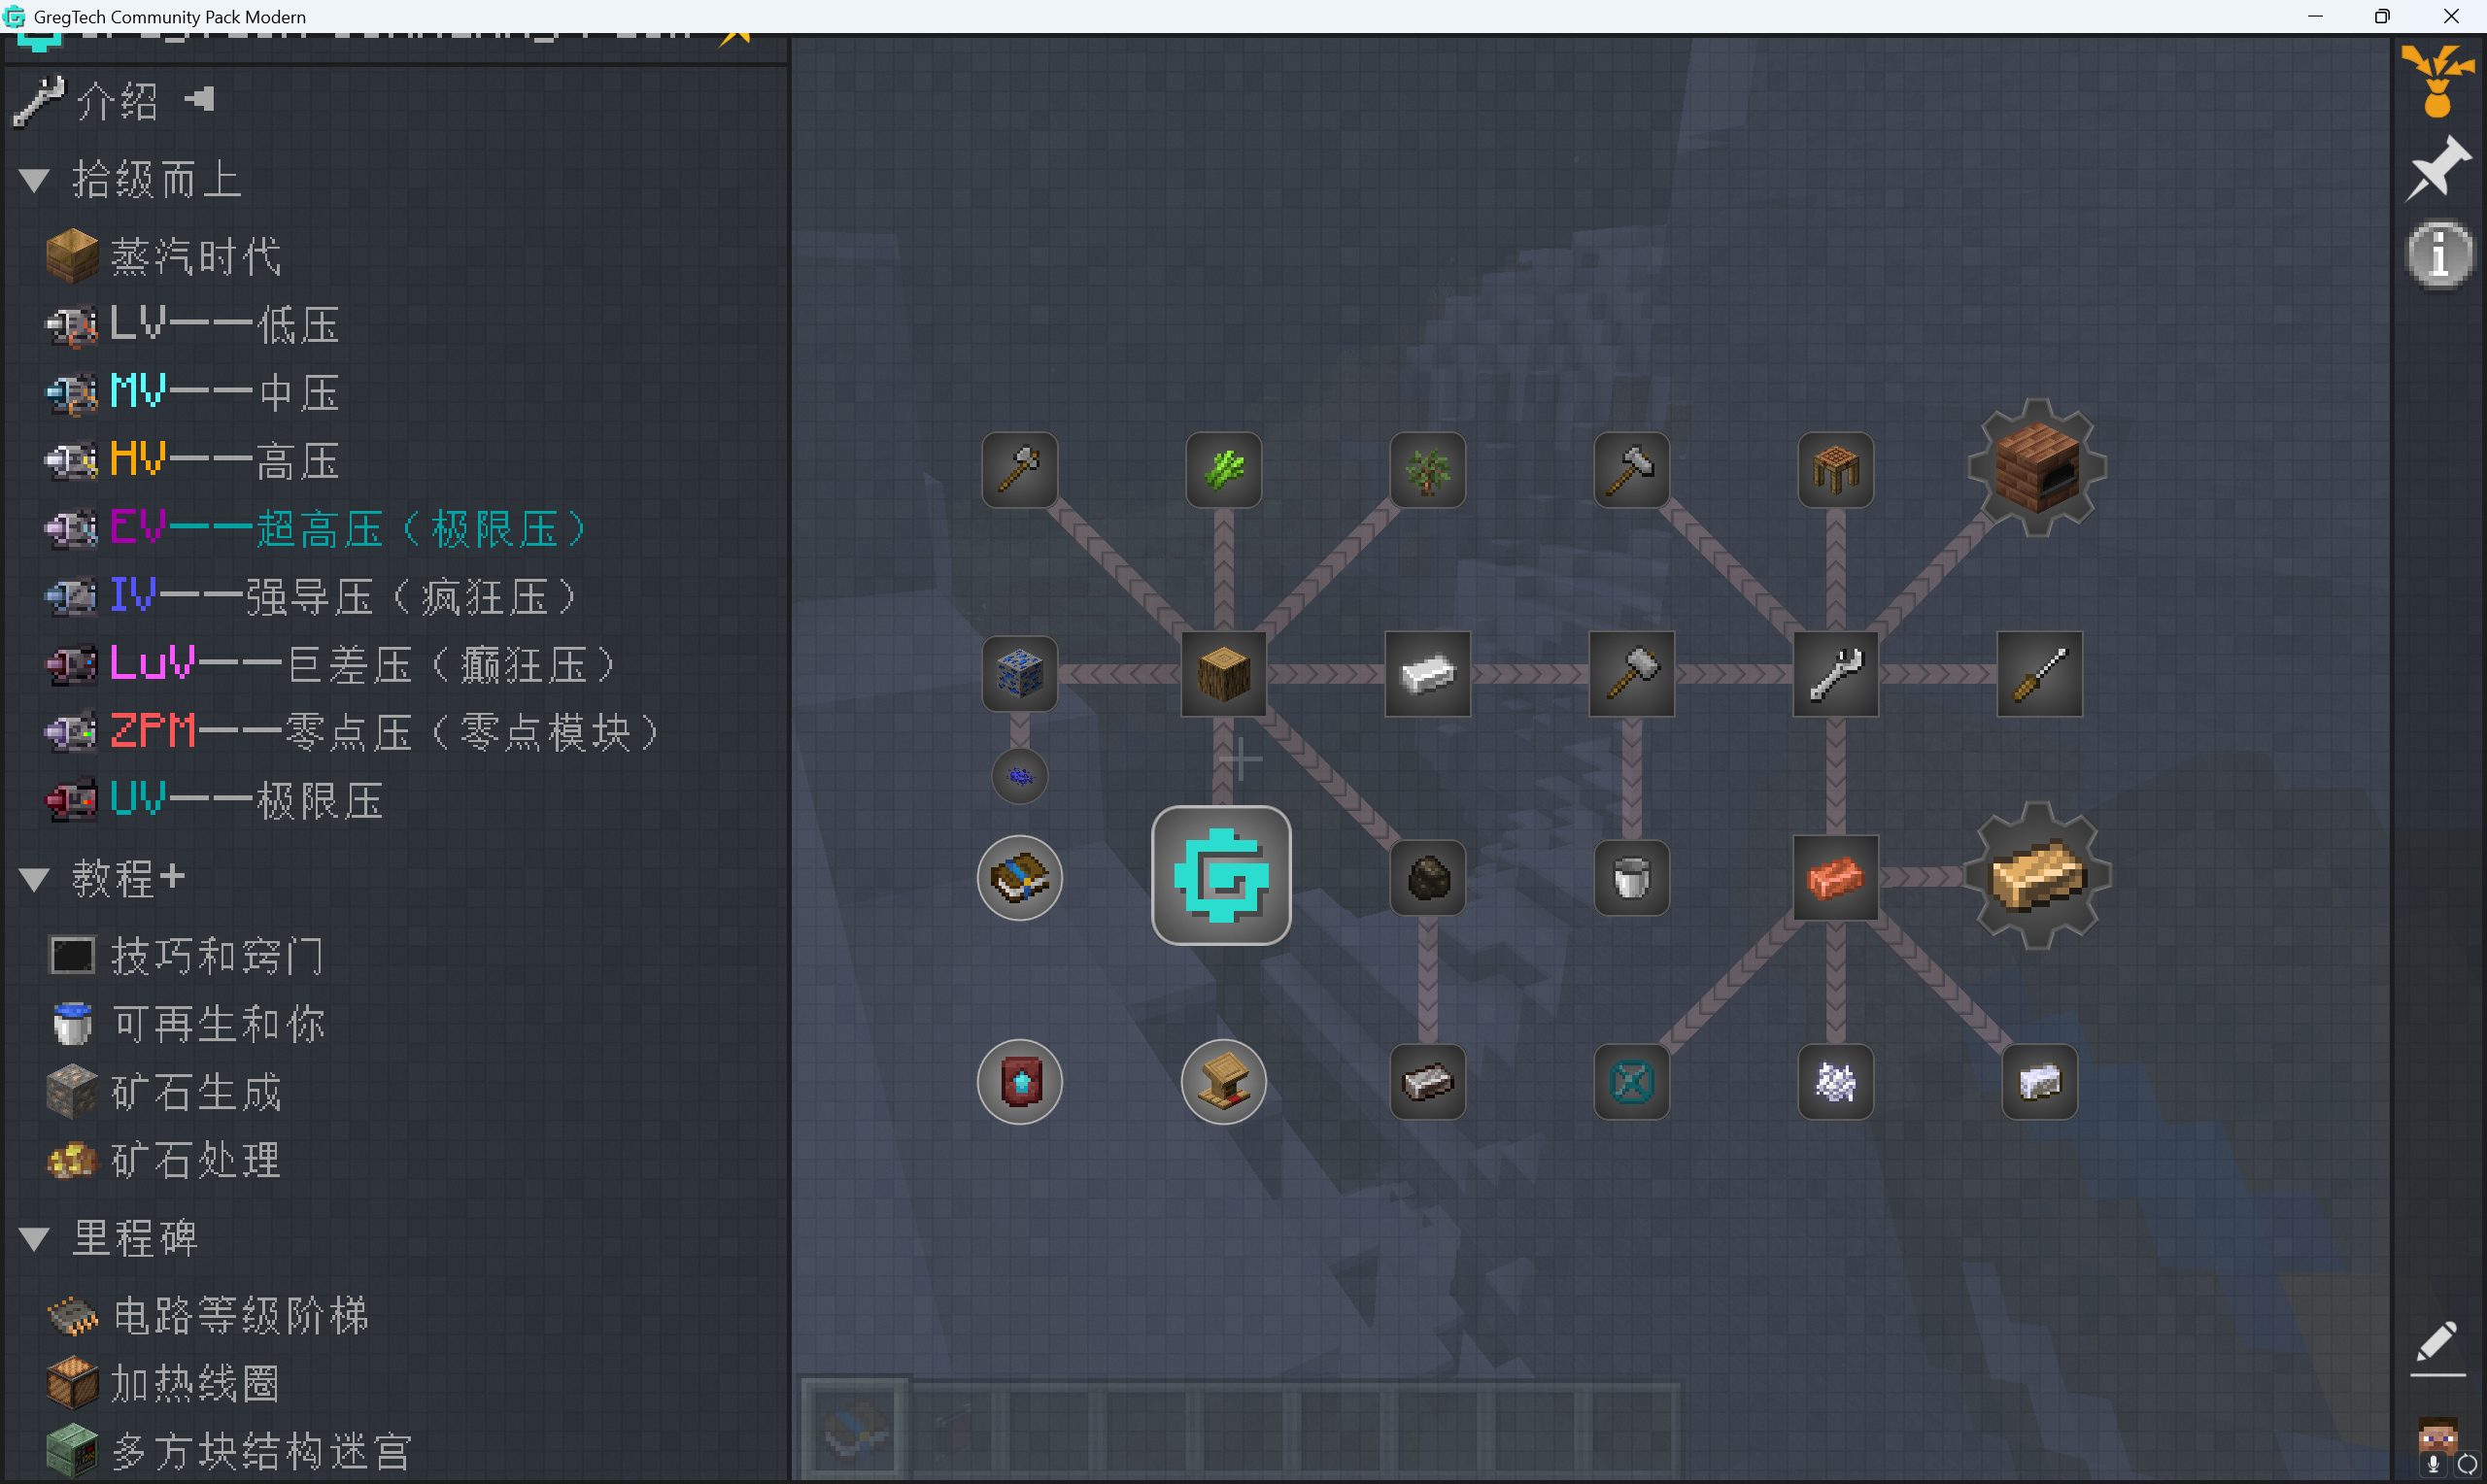 GregTech Community Pack Modern
介绍
拾级而上
蒸汽时代
LV——低压
MV——中压
HV——高压
EV——超高压（极限压）
IV——强导压（疯狂压）
LuV——巨差压（癫狂压）
ZPM——零点压（零点模块）
UV——极限压
教程+
技巧和窍门
可再生和你
矿石生成
矿石处理
里程碑
电路等级阶梯
加热线圈
多方块结构迷宫